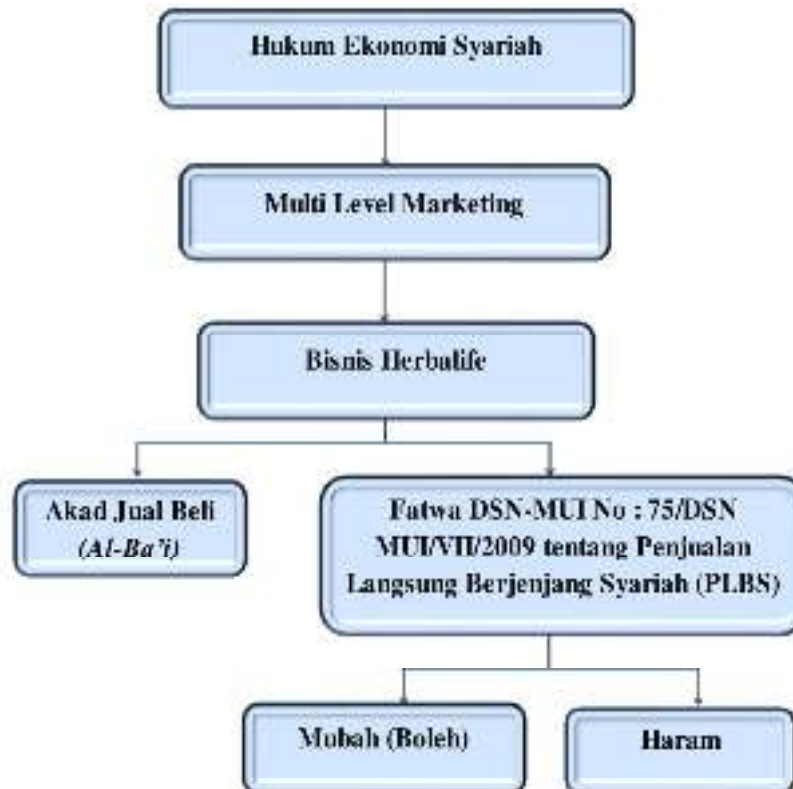 Hukum Ekonomi Syariah
Multi Level Marketing
Bisnis Herbalife
Akad Jual Beli
(Al-Ba'i)
Fatwa DSN-MUI No : 75/DSN
MUI/VII/2009 tentang Penjualan
Langsung Berjenjang Syariah (PLBS)
Mubah (Boleh)
Haram